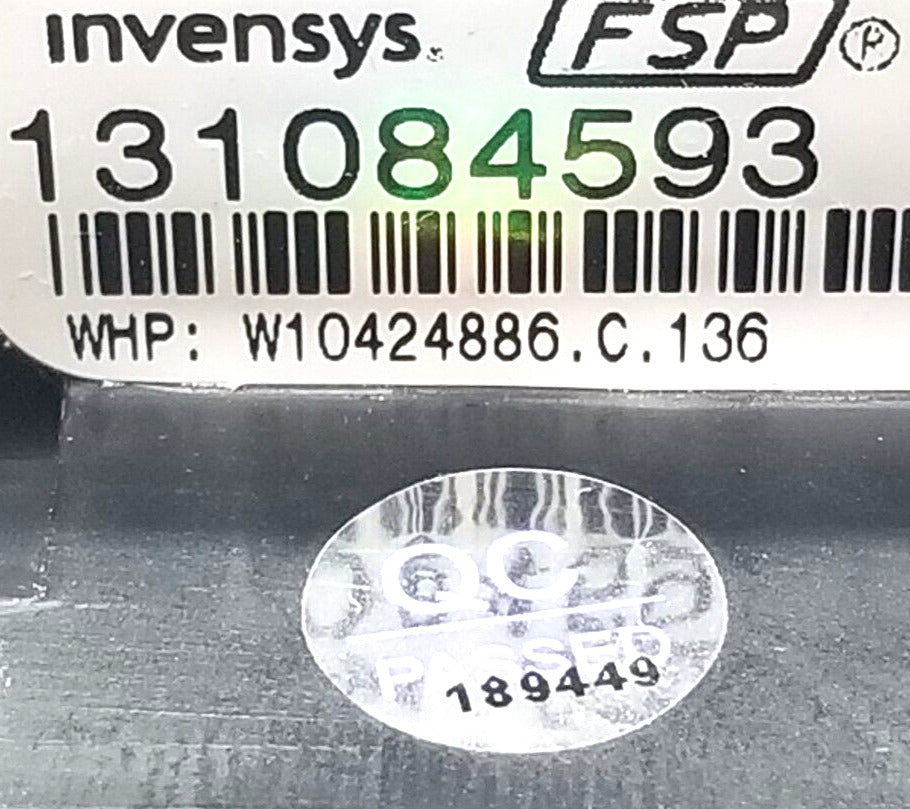 invensys. FSP®
131084593
WHP: W10424886.C.136
QC
PASSED
189449